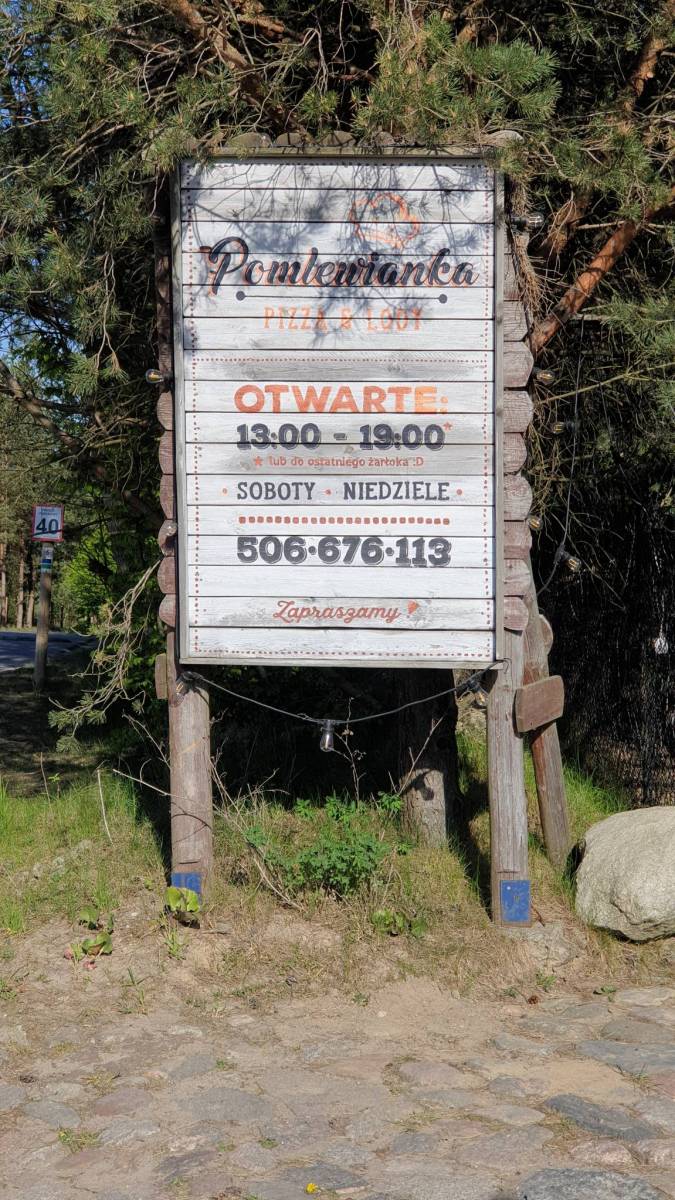 Pomlewianka
PIZZA & LODY
OTWARTE:
13:00 - 19:00*
* lub do ostatniego żarłoka :D
• SOBOTY • NIEDZIELE •
506•676•113
Zapraszamy
40